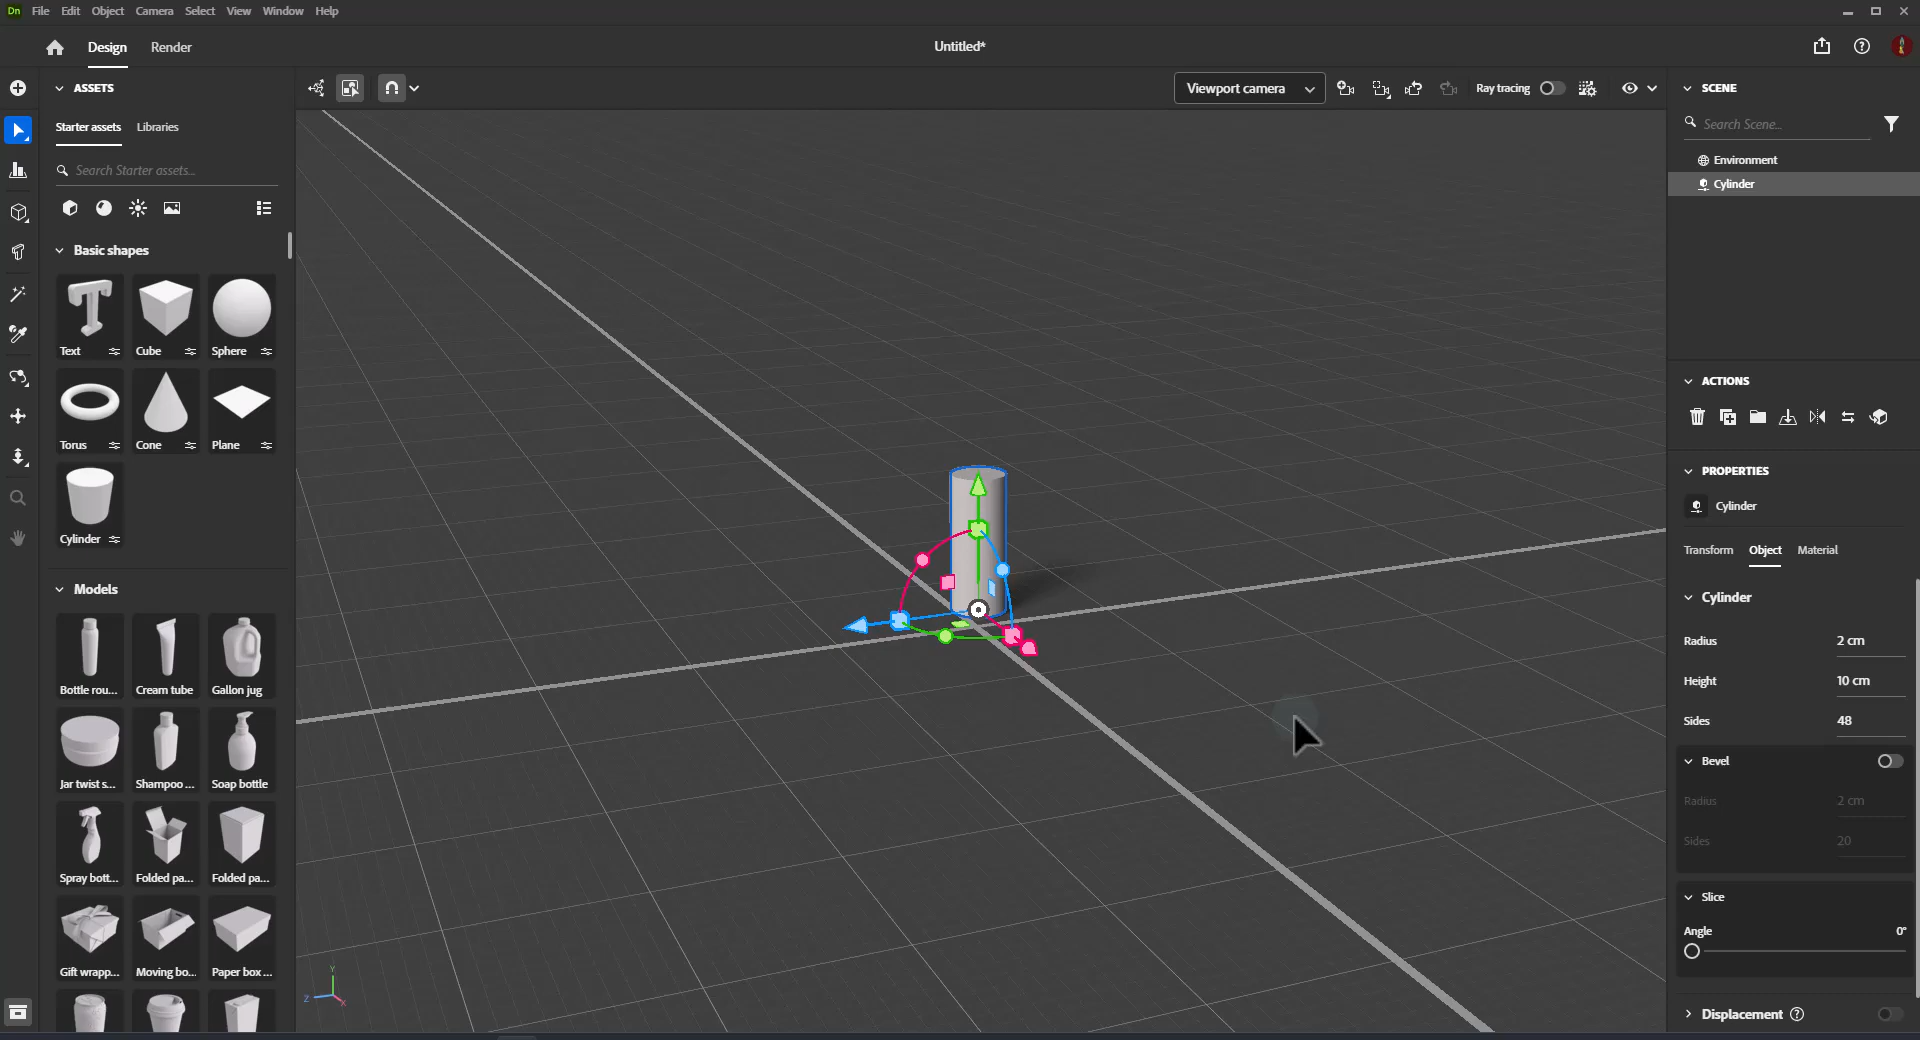 Dn File Edit Object Camera Select View Window Help
Design Render
Untitled*
ASSETS
Starter assets Libraries
Search Starter assets...
Basic shapes
Text Cube Sphere
Torus Cone Plane
Cylinder
Models
Bottle rou... Cream tube Gallon jug
Jar twist s... Shampoo ... Soap bottle
Spray bott... Folded pa... Folded pa...
Gift wrapp... Moving bo... Paper box ...
Viewport camera
Ray tracing
Y
Z
X
SCENE
Search Scene...
Environment
Cylinder
ACTIONS
PROPERTIES
Cylinder
Transform Object Material
Cylinder
Radius 2 cm
Height 10 cm
Sides 48
Bevel
Radius 2 cm
Sides 20
Slice
Angle 0°
Displacement